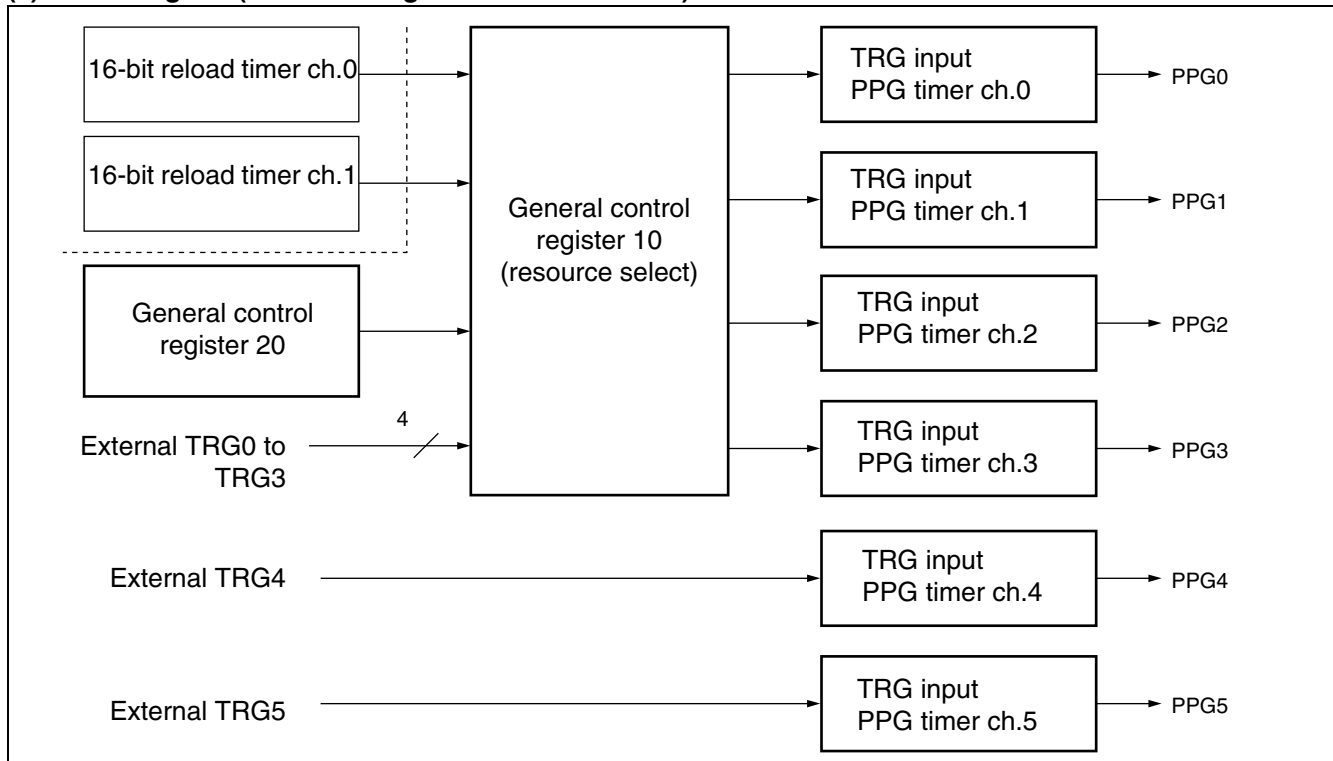 16-bit reload timer ch.0
16-bit reload timer ch.1
General control
register 20
External TRG0 to
TRG3
4
External TRG4
External TRG5
General control
register 10
(resource select)
TRG input
PPG timer ch.0
PPG0
TRG input
PPG timer ch.1
PPG1
TRG input
PPG timer ch.2
PPG2
TRG input
PPG timer ch.3
PPG3
TRG input
PPG timer ch.4
PPG4
TRG input
PPG timer ch.5
PPG5